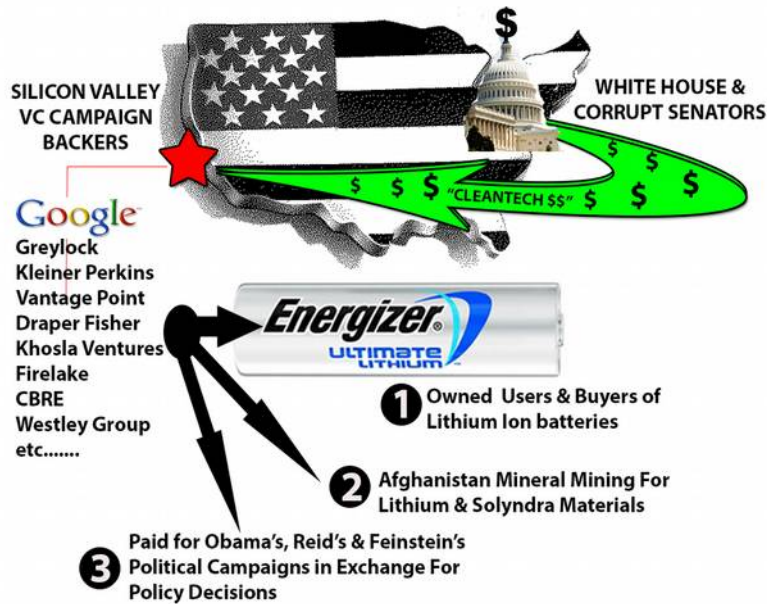 $
SILICON VALLEY
VC CAMPAIGN
BACKERS
WHITE HOUSE &
CORRUPT SENATORS
$ $ $ "CLEANTECH $$" $ $ $ $ $
Google
Greylock
Kleiner Perkins
Vantage Point
Draper Fisher
Khosla Ventures
Firelake
CBRE
Westley Group
etc.......
Energizer®
ULTIMATE
LITHIUM™
1 Owned Users & Buyers of
Lithium Ion batteries
2 Afghanistan Mineral Mining For
Lithium & Solyndra Materials
3 Paid for Obama's, Reid's & Feinstein's
Political Campaigns in Exchange For
Policy Decisions